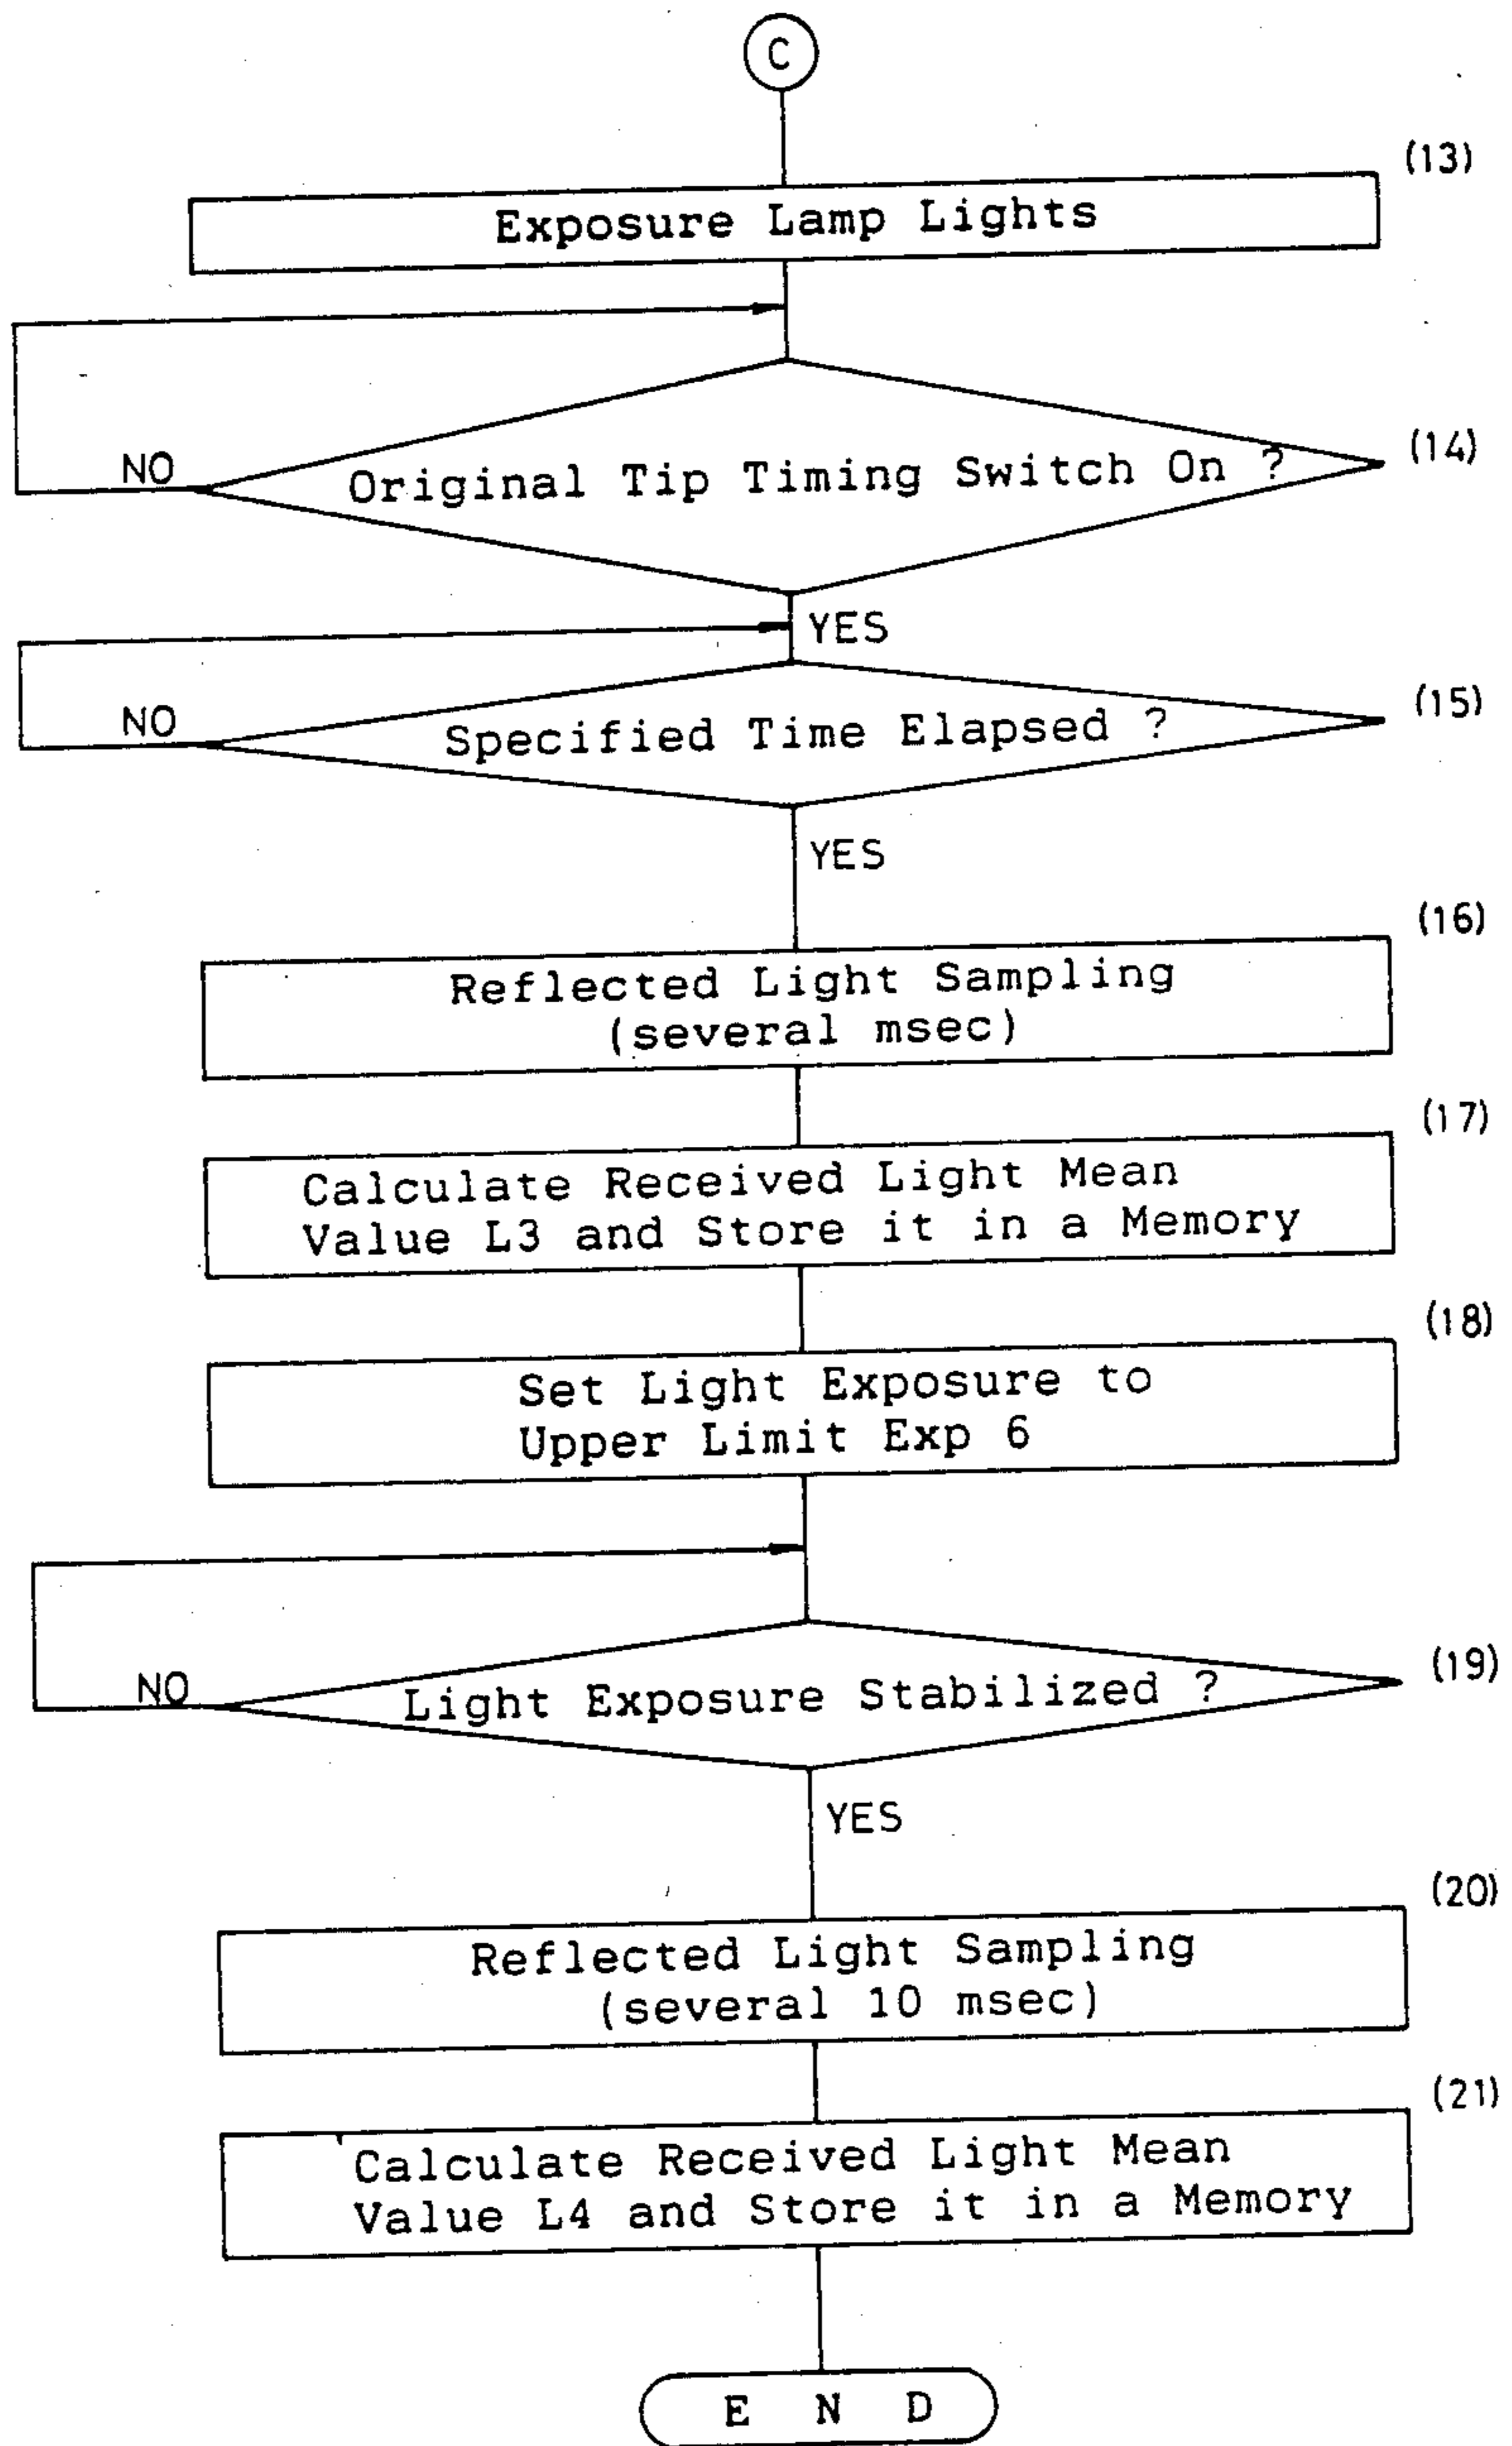 C
(13)
Exposure Lamp Lights
(14)
NO
Original Tip Timing Switch On ?
YES
(15)
NO
Specified Time Elapsed ?
YES
(16)
Reflected Light Sampling
(several msec)
(17)
Calculate Received Light Mean
Value L3 and Store it in a Memory
(18)
Set Light Exposure to
Upper Limit Exp 6
(19)
NO
Light Exposure Stabilized ?
YES
(20)
Reflected Light Sampling
(several 10 msec)
(21)
Calculate Received Light Mean
Value L4 and Store it in a Memory
E N D